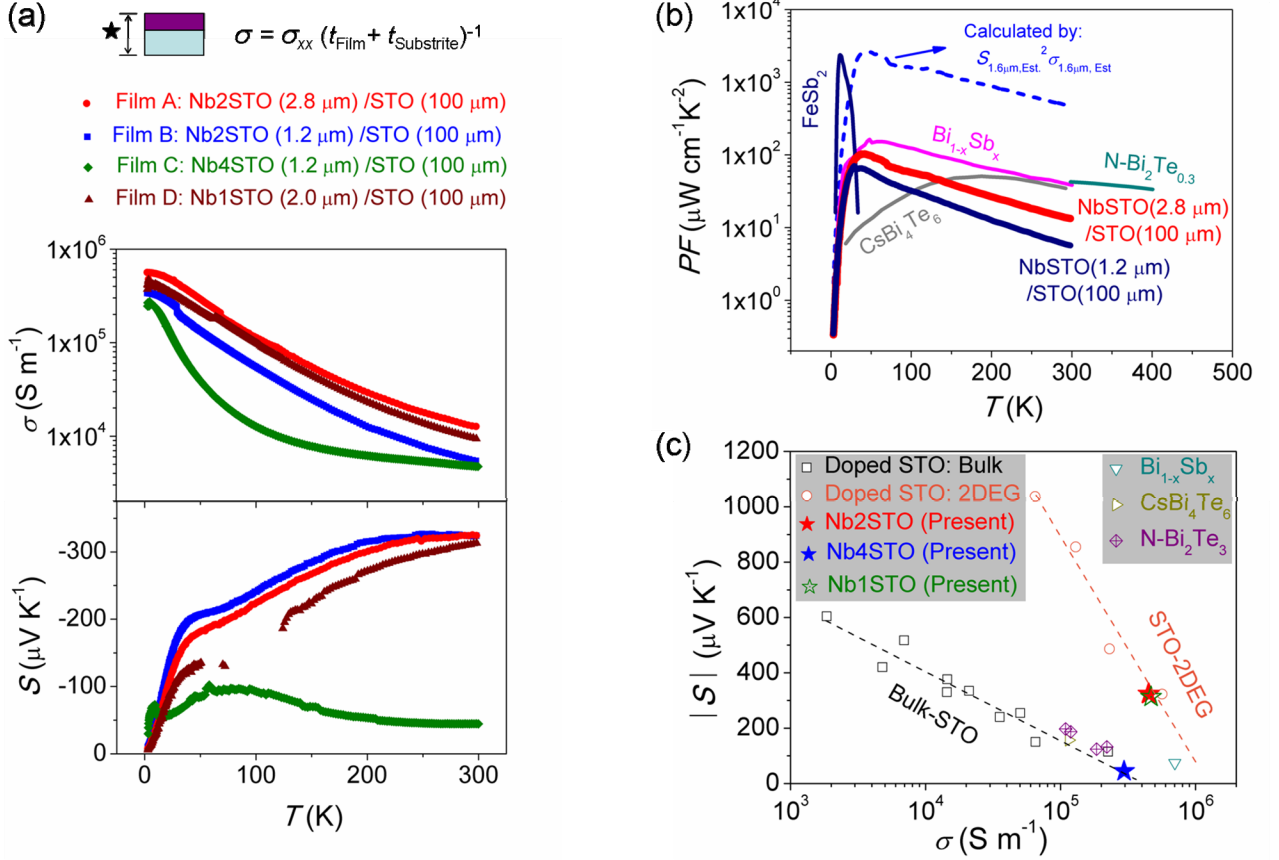 (a)
★ σ = σxx (tFilm + tSubstrite)-1
Film A: Nb2STO (2.8 μm) /STO (100 μm)
Film B: Nb2STO (1.2 μm) /STO (100 μm)
Film C: Nb4STO (1.2 μm) /STO (100 μm)
Film D: Nb1STO (2.0 μm) /STO (100 μm)
1x10^6
1x10^5
1x10^4
σ (S m-1)
-300
-200
-100
0
S (μV K-1)
0 100 200 300
T (K)
(b)
1x10^4
1x10^3
1x10^2
1x10^1
1x10^0
PF (μW cm-1K-2)
FeSb2
Calculated by:
S1.6μm,Est.2σ1.6μm, Est
Bi1-xSbx
N-Bi2Te0.3
CsBi4Te6
NbSTO(2.8 μm)
/STO(100 μm)
NbSTO(1.2 μm)
/STO(100 μm)
0 100 200 300 400 500
T (K)
(c)
1200
1000
800
600
400
200
0
|S| (μV K-1)
Doped STO: Bulk
Doped STO: 2DEG
Nb2STO (Present)
Nb4STO (Present)
Nb1STO (Present)
Bi1-xSbx
CsBi4Te6
N-Bi2Te3
STO-2DEG
Bulk-STO
10^3 10^4 10^5 10^6
σ (S m-1)